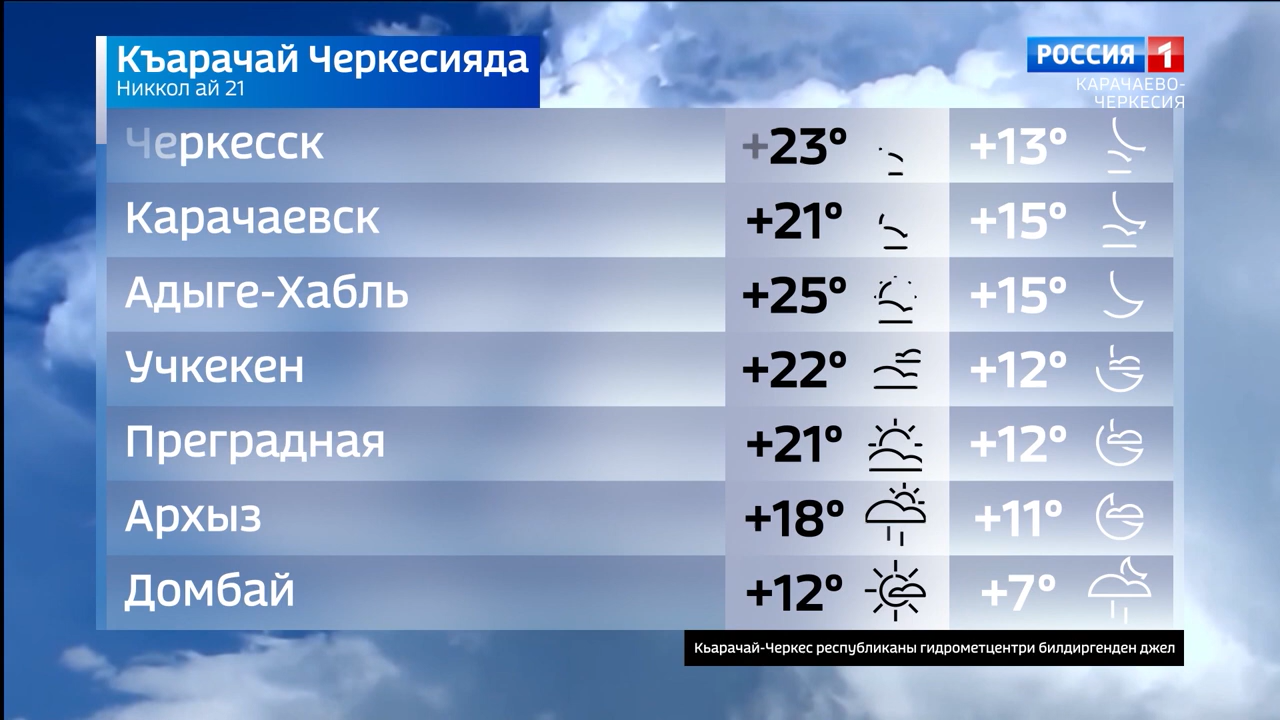 Къарачай Черкесияда
Никкол ай 21
РОССИЯ 1
КАРАЧАЕВО-
ЧЕРКЕСИЯ
Черкесск +23° +13°
Карачаевск +21° +15°
Адыге-Хабль +25° +15°
Учкекен +22° +12°
Преградная +21° +12°
Архыз +18° +11°
Домбай +12° +7°
Кьарачай-Черкес республиканы гидрометцентри билдиргенден джел